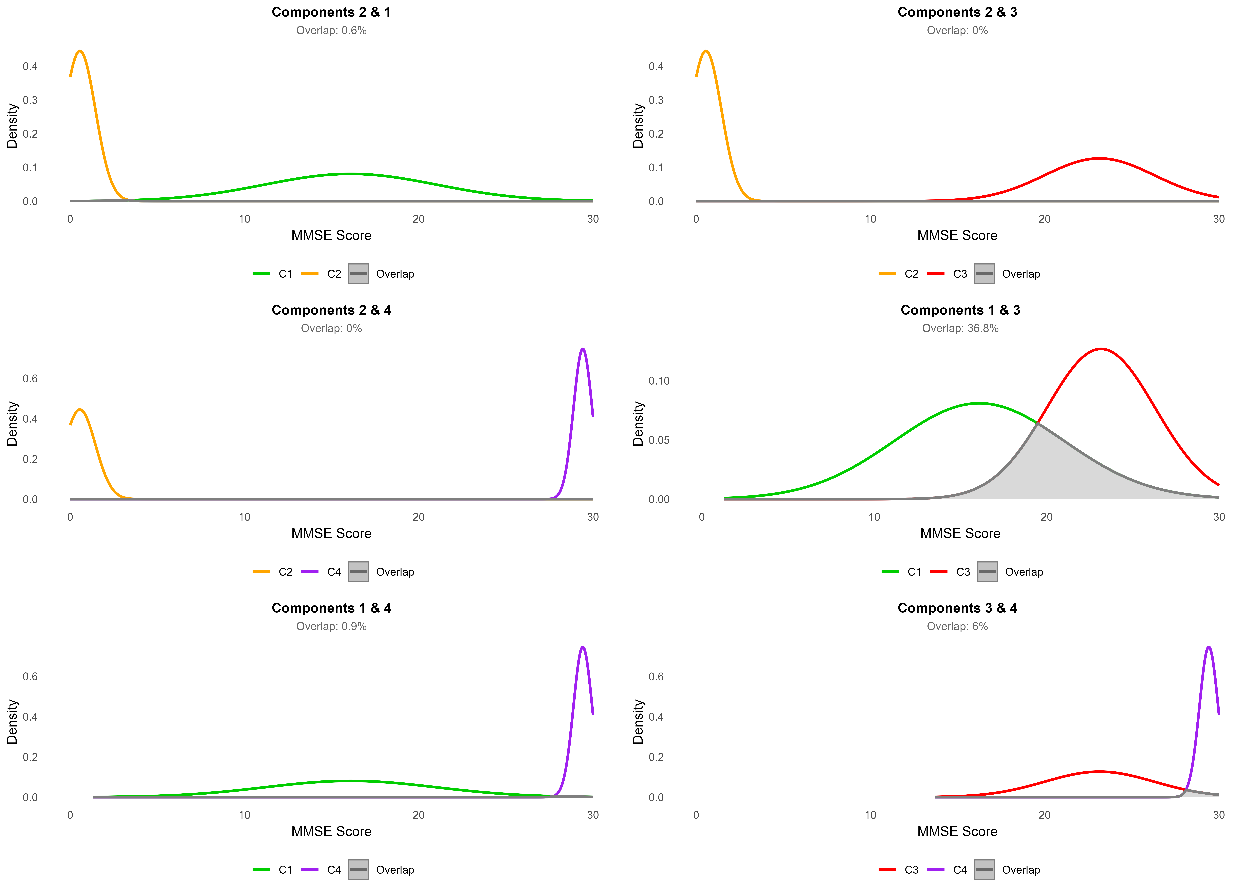 Components 2 & 1
Overlap: 0.6%
Density
0.4
0.3
0.2
0.1
0.0
0 10 20 30
MMSE Score
C1 C2 Overlap
Components 2 & 3
Overlap: 0%
Density
0.4
0.3
0.2
0.1
0.0
0 10 20 30
MMSE Score
C2 C3 Overlap
Components 2 & 4
Overlap: 0%
Density
0.6
0.4
0.2
0.0
0 10 20 30
MMSE Score
C2 C4 Overlap
Components 1 & 3
Overlap: 36.8%
Density
0.10
0.05
0.00
0 10 20 30
MMSE Score
C1 C3 Overlap
Components 1 & 4
Overlap: 0.9%
Density
0.6
0.4
0.2
0.0
0 10 20 30
MMSE Score
C1 C4 Overlap
Components 3 & 4
Overlap: 6%
Density
0.6
0.4
0.2
0.0
0 10 20 30
MMSE Score
C3 C4 Overlap